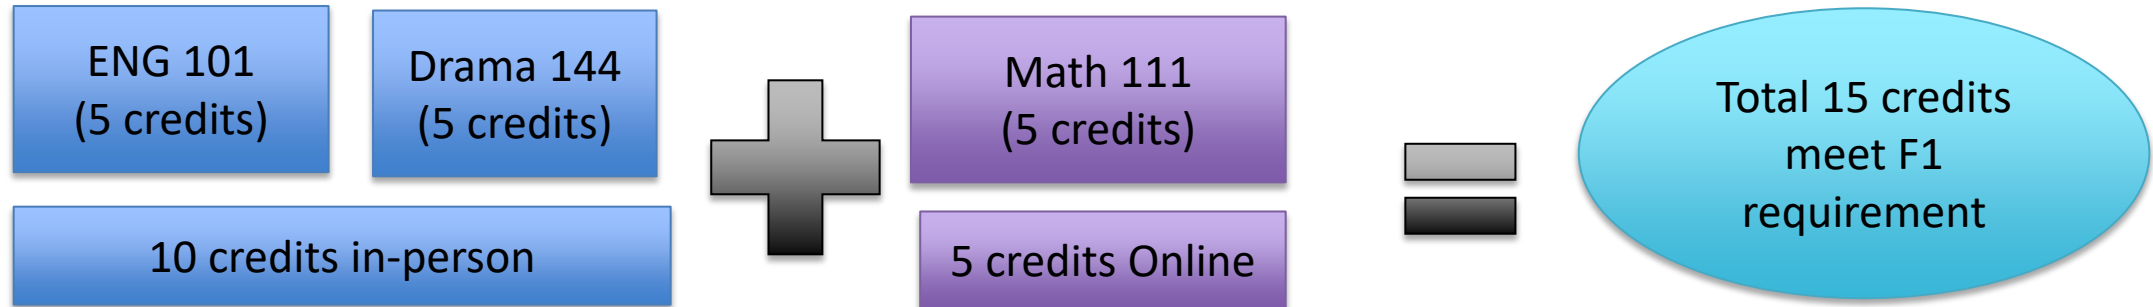 ENG 101
(5 credits)
Drama 144
(5 credits)
10 credits in-person
Math 111
(5 credits)
5 credits Online
Total 15 credits
meet F1
requirement